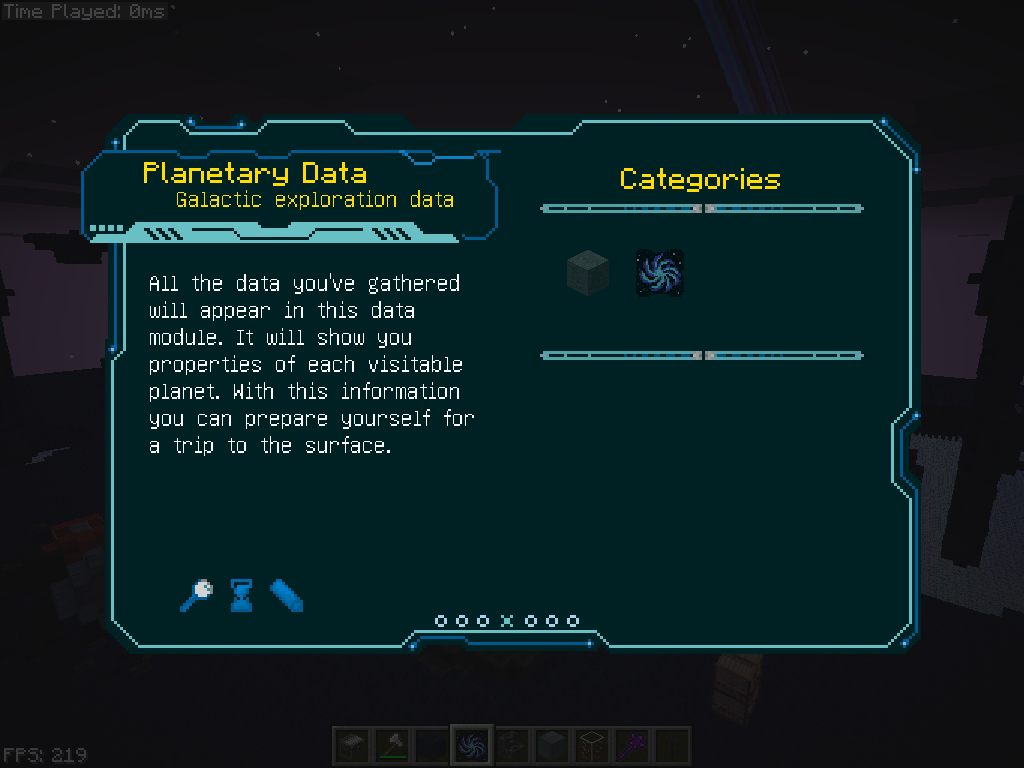 Time Played: 0ms
Planetary Data
Galactic exploration data
All the data you've gathered
will appear in this data
module. It will show you
properties of each visitable
planet. With this information
you can prepare yourself for
a trip to the surface.
Categories
FPS: 219